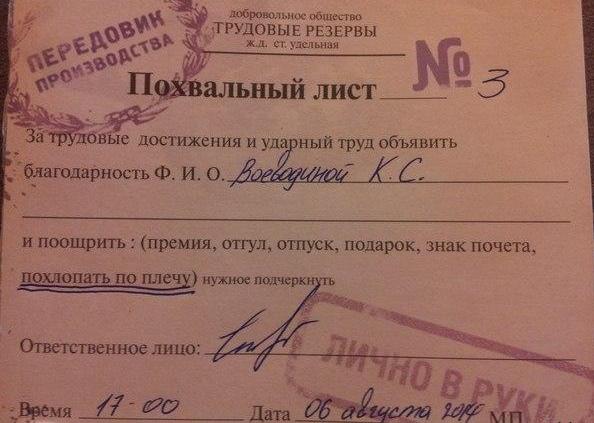 ПЕРЕДОВИК
ПРОИЗВОДСТВА
добровольное общество
ТРУДОВЫЕ РЕЗЕРВЫ
ж.д. ст. удельная
Похвальный лист № 3
За трудовые достижения и ударный труд объявить
благодарность Ф. И. О. Воеводиной К. С.
и поощрить : (премия, отгул, отпуск, подарок, знак почета,
похлопать по плечу) нужное подчеркнуть
Ответственное лицо:
ЛИЧНО В РУКИ
Время 17-00 Дата 06 августа 2014 МП